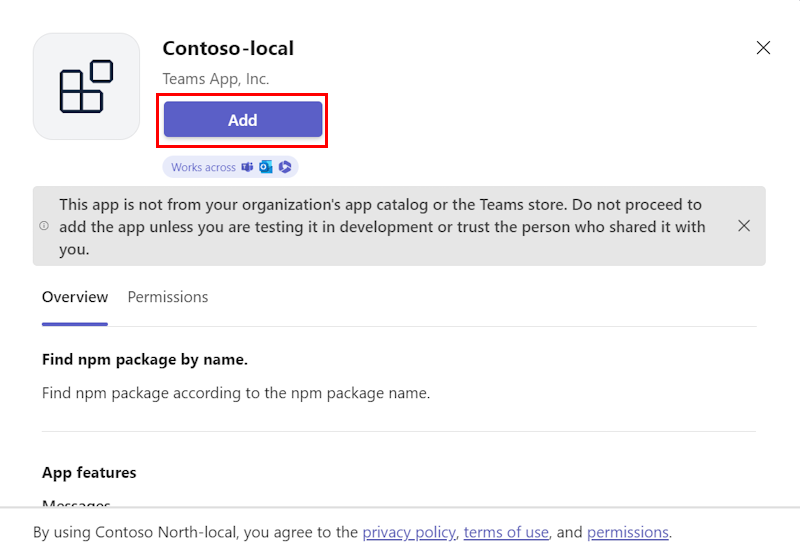 Contoso-local
Teams App, Inc.
Add
Works across
This app is not from your organization's app catalog or the Teams store. Do not proceed to
add the app unless you are testing it in development or trust the person who shared it with
you.
Overview Permissions
Find npm package by name.
Find npm package according to the npm package name.
App features
Messages
By using Contoso North-local, you agree to the privacy policy, terms of use, and permissions.